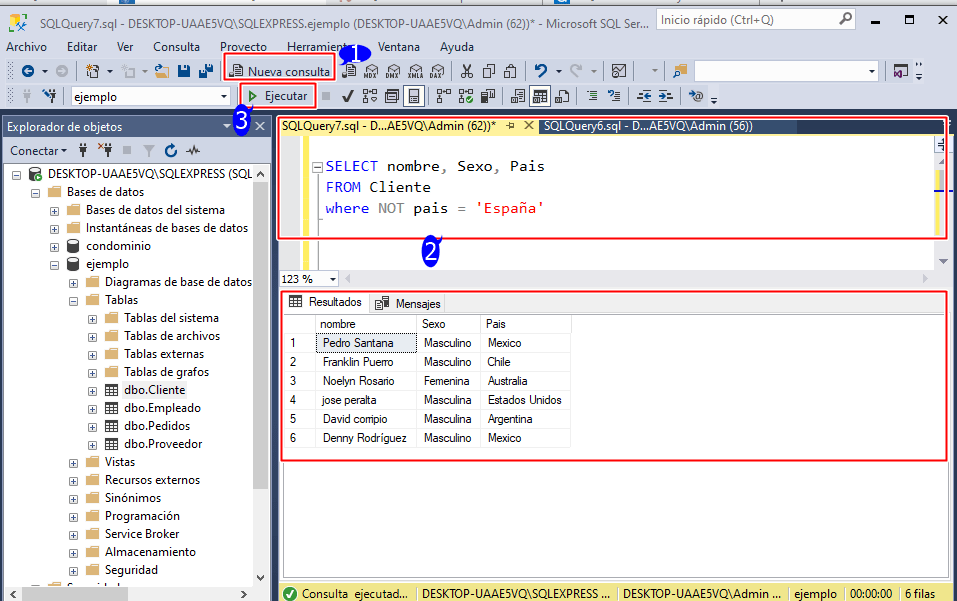 SQLQuery7.sql - DESKTOP-UAAE5VQ\SQLEXPRESS.ejemplo (DESKTOP-UAAE5VQ\Admin (62))* - Microsoft SQL Ser...
Inicio rápido (Ctrl+Q)
Archivo Editar Ver Consulta Proyecto Herramient Ventana Ayuda
1
Nueva consulta
MDX DMX XMLA DAX
ejemplo
Ejecutar
3
Explorador de objetos
SQLQuery7.sql - D...AE5VQ\Admin (62))*
SQLQuery6.sql - D...AE5VQ\Admin (56))
Conectar
DESKTOP-UAAE5VQ\SQLEXPRESS (SQL
Bases de datos
Bases de datos del sistema
Instantáneas de bases de datos
condominio
ejemplo
Diagramas de base de datos
Tablas
Tablas del sistema
Tablas de archivos
Tablas externas
Tablas de grafos
dbo.Cliente
dbo.Empleado
dbo.Pedidos
dbo.Proveedor
Vistas
Recursos externos
Sinónimos
Programación
Service Broker
Almacenamiento
Seguridad
SELECT nombre, Sexo, Pais
FROM Cliente
where NOT pais = 'España'
2
123 %
Resultados Mensajes
nombre Sexo Pais
1 Pedro Santana Masculino Mexico
2 Franklin Puerro Masculino Chile
3 Noelyn Rosario Femenina Australia
4 jose peralta Masculina Estados Unidos
5 David corripio Masculina Argentina
6 Denny Rodríguez Masculino Mexico
Consulta ejecutad... DESKTOP-UAAE5VQ\SQLEXPRESS ... DESKTOP-UAAE5VQ\Admin ... ejemplo 00:00:00 6 filas